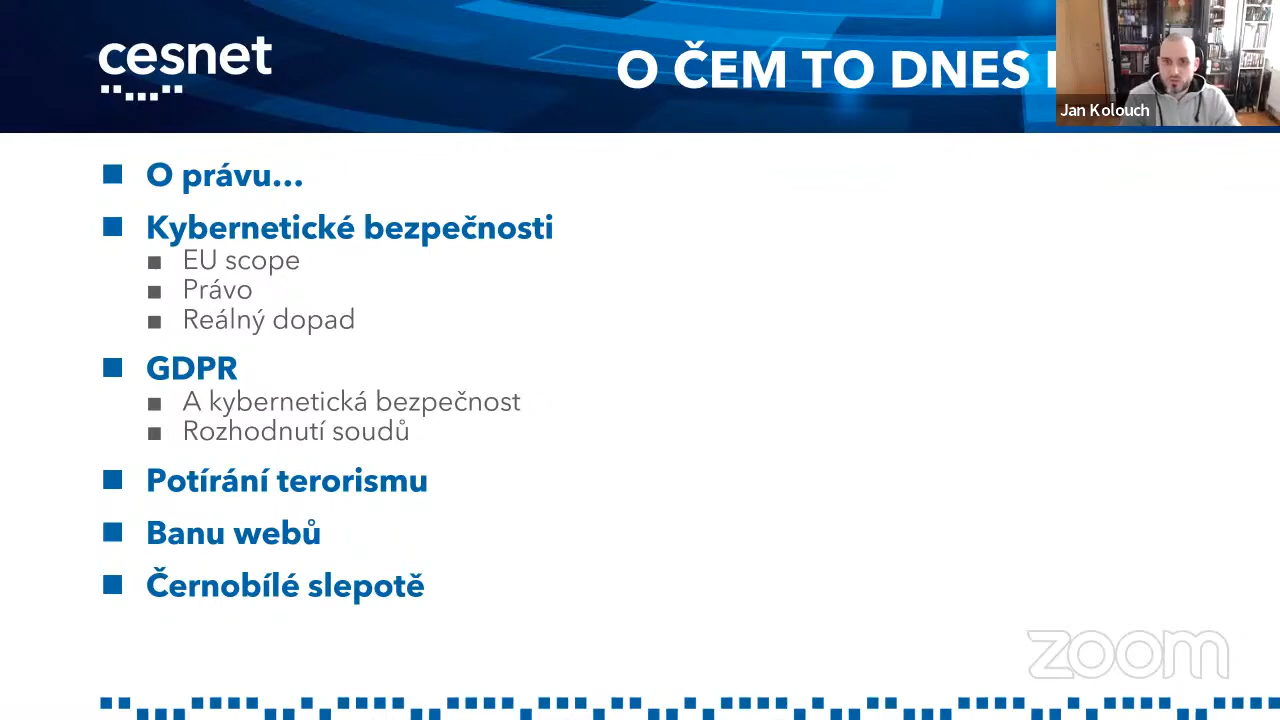 cesnet
O ČEM TO DNES
Jan Kolouch
O právu...
Kybernetické bezpečnosti
EU scope
Právo
Reálný dopad
GDPR
A kybernetická bezpečnost
Rozhodnutí soudů
Potírání terorismu
Banu webů
Černobílé slepotě
zoom